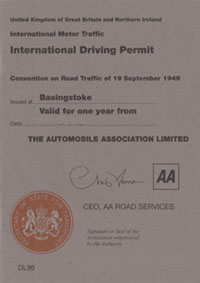 United Kingdom of Great Britain and Northern Ireland
International Motor Traffic
International Driving Permit
Convention on Road Traffic of 19 September 1949
Issued at Basingstoke
Valid for one year from
Date
THE AUTOMOBILE ASSOCIATION LIMITED
AA
CEO, AA ROAD SERVICES
Signature or Seal of the
Association empowered
by the Authority
DL96